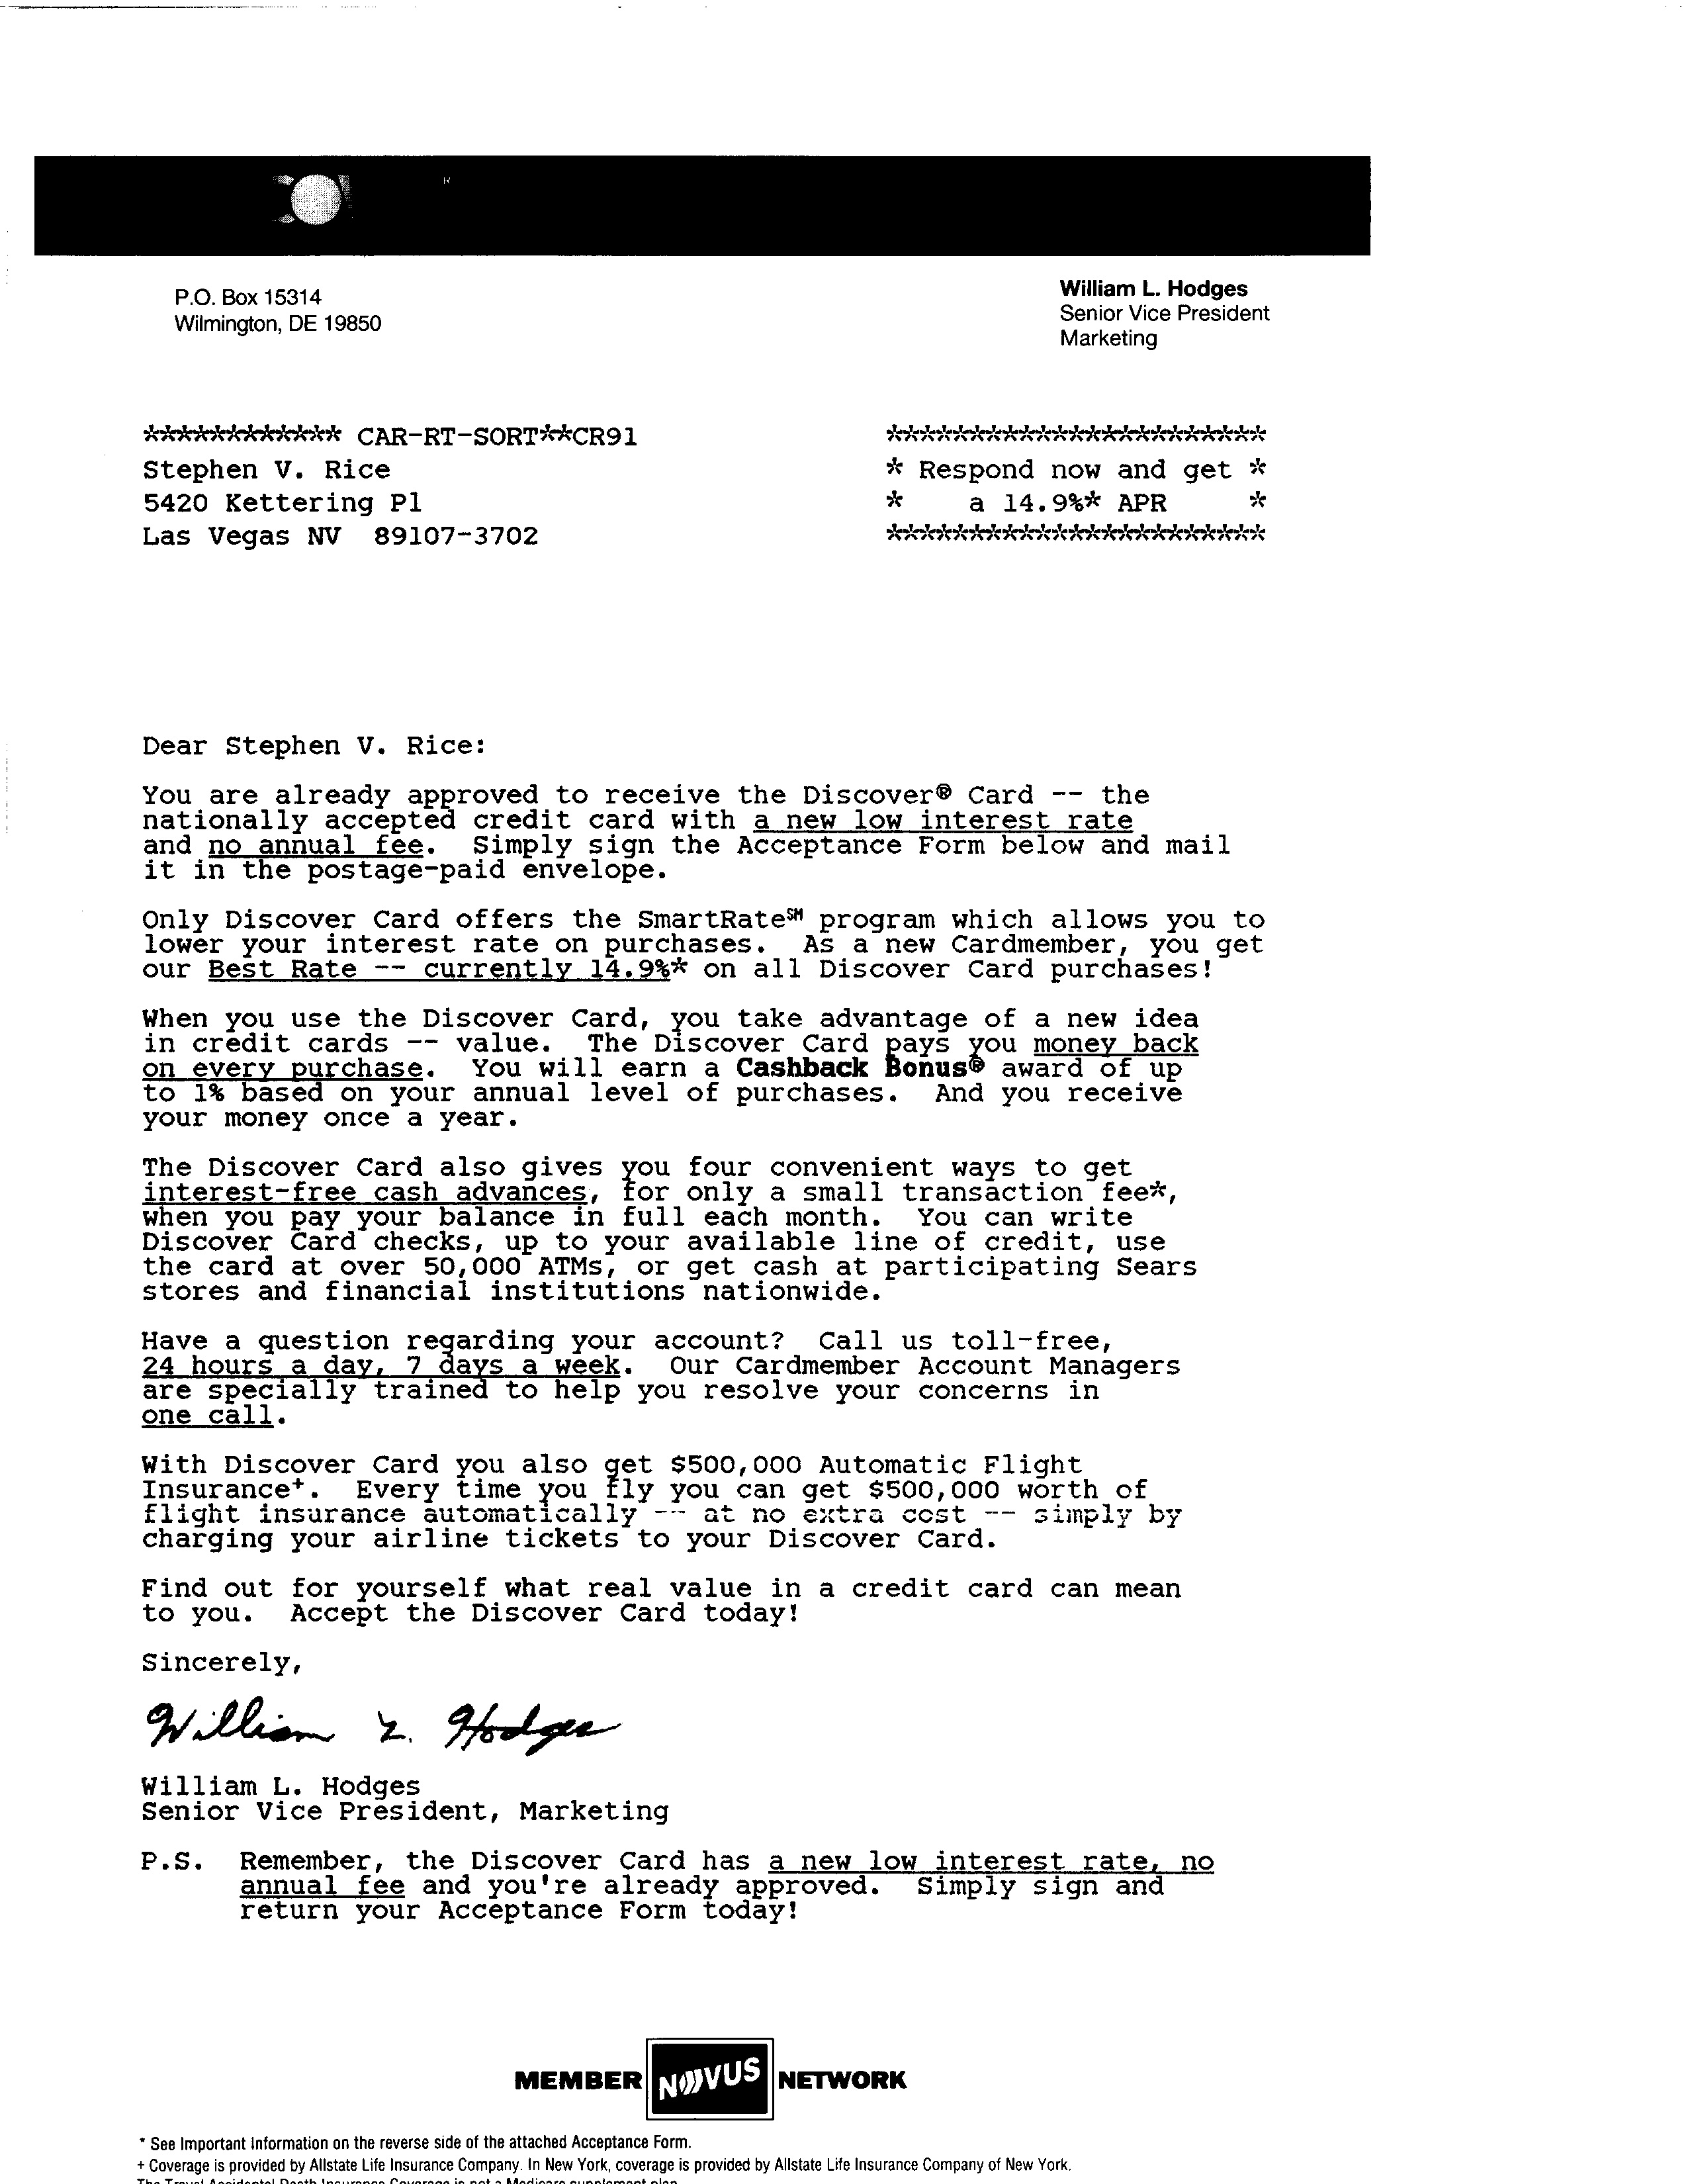 P.O. Box 15314
Wilmington, DE 19850
William L. Hodges
Senior Vice President
Marketing
************ CAR-RT-SORT**CR91
Stephen V. Rice
5420 Kettering Pl
Las Vegas NV  89107-3702
***********************
* Respond now and get *
*    a 14.9%* APR     *
***********************
Dear Stephen V. Rice:
You are already approved to receive the Discover® Card -- the
nationally accepted credit card with a new low interest rate
and no annual fee.  Simply sign the Acceptance Form below and mail
it in the postage-paid envelope.
Only Discover Card offers the SmartRate℠ program which allows you to
lower your interest rate on purchases.  As a new Cardmember, you get
our Best Rate -- currently 14.9%* on all Discover Card purchases!
When you use the Discover Card, you take advantage of a new idea
in credit cards -- value.  The Discover Card pays you money back
on every purchase.  You will earn a Cashback Bonus® award of up
to 1% based on your annual level of purchases.  And you receive
your money once a year.
The Discover Card also gives you four convenient ways to get
interest-free cash advances, for only a small transaction fee*,
when you pay your balance in full each month.  You can write
Discover Card checks, up to your available line of credit, use
the card at over 50,000 ATMs, or get cash at participating Sears
stores and financial institutions nationwide.
Have a question regarding your account?  Call us toll-free,
24 hours a day, 7 days a week.  Our Cardmember Account Managers
are specially trained to help you resolve your concerns in
one call.
With Discover Card you also get $500,000 Automatic Flight
Insurance+.  Every time you fly you can get $500,000 worth of
flight insurance automatically -- at no extra cost -- simply by
charging your airline tickets to your Discover Card.
Find out for yourself what real value in a credit card can mean
to you.  Accept the Discover Card today!
Sincerely,
William L. Hodges
William L. Hodges
Senior Vice President, Marketing
P.S.  Remember, the Discover Card has a new low interest rate, no
annual fee and you're already approved.  Simply sign and
return your Acceptance Form today!
MEMBER NOVUS NETWORK
* See Important Information on the reverse side of the attached Acceptance Form.
+ Coverage is provided by Allstate Life Insurance Company. In New York, coverage is provided by Allstate Life Insurance Company of New York.
The Travel Accidental Death Insurance Coverage is not a Medicare supplement plan.